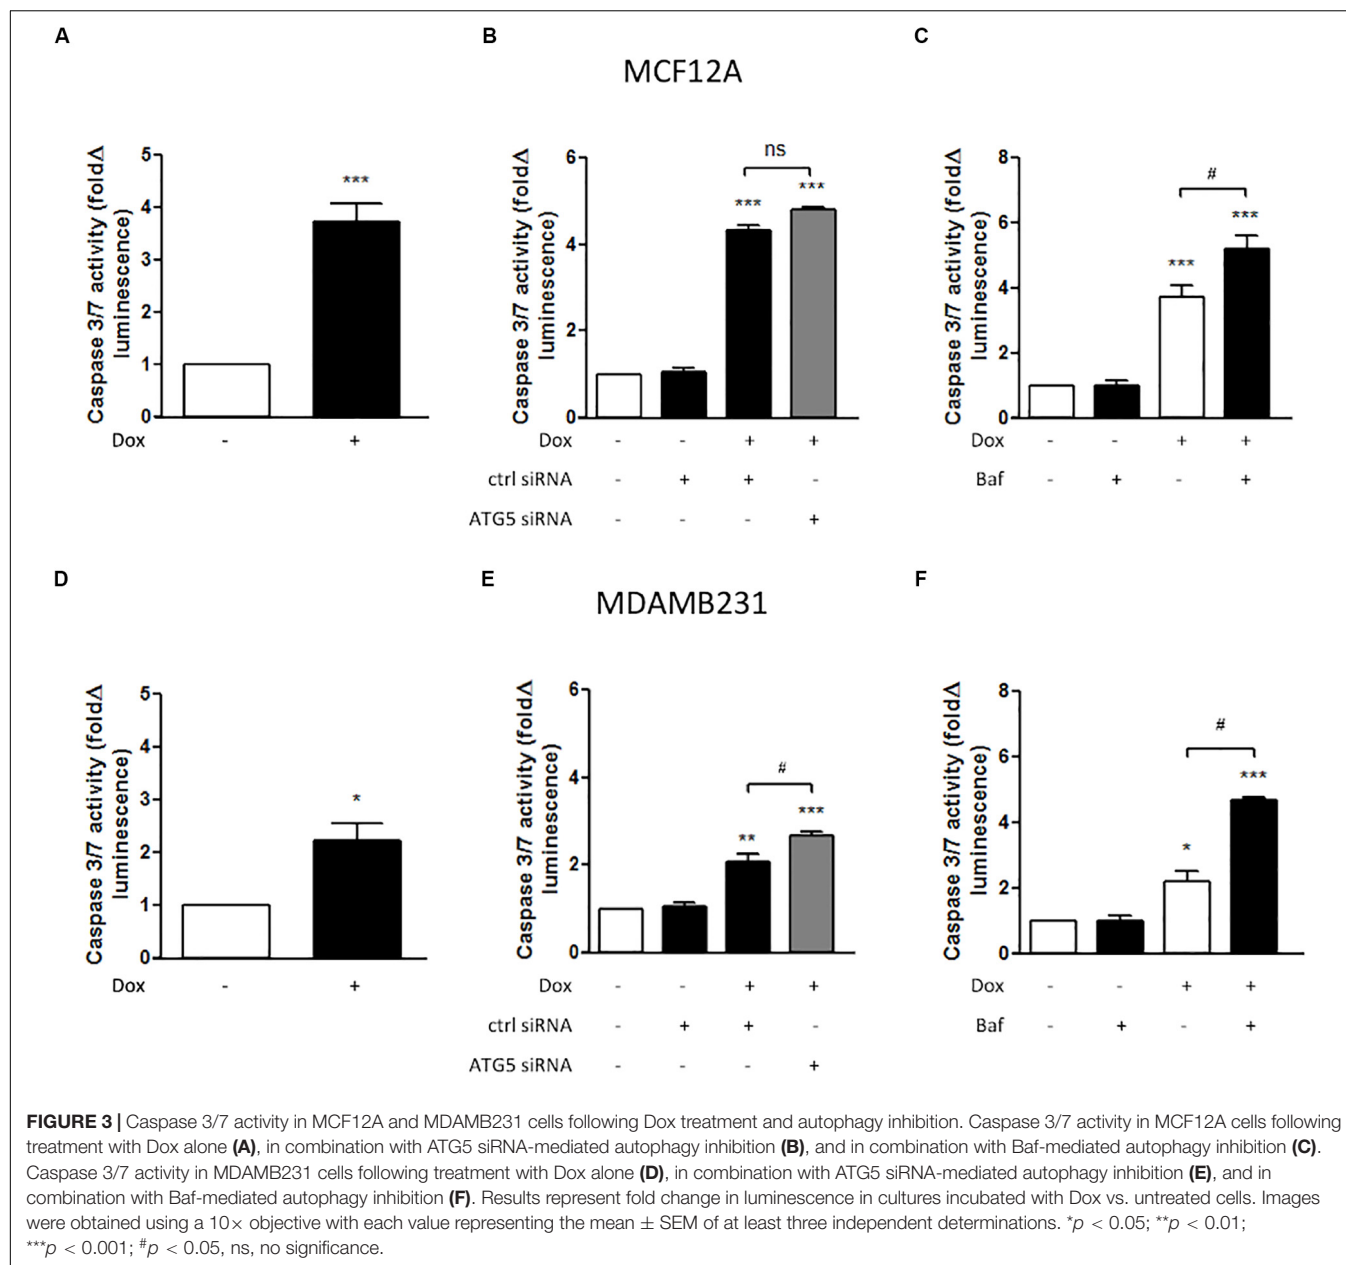 A
B
C
MCF12A
Caspase 3/7 activity (foldΔ
luminescence)
5
4
3
2
1
0
***
Dox - +
Caspase 3/7 activity (foldΔ
luminescence)
6
4
2
0
ns
***
***
Dox - - + +
ctrl siRNA - + + -
ATG5 siRNA - - - +
Caspase 3/7 activity (foldΔ
luminescence)
8
6
4
2
0
#
***
***
Dox - - + +
Baf - + - +
D
E
F
MDAMB231
Caspase 3/7 activity (foldΔ
luminescence)
5
4
3
2
1
0
*
Dox - +
Caspase 3/7 activity (foldΔ
luminescence)
6
4
2
0
#
**
***
Dox - - + +
ctrl siRNA - + + -
ATG5 siRNA - - - +
Caspase 3/7 activity (foldΔ
luminescence)
8
6
4
2
0
#
*
***
Dox - - + +
Baf - + - +
FIGURE 3 | Caspase 3/7 activity in MCF12A and MDAMB231 cells following Dox treatment and autophagy inhibition. Caspase 3/7 activity in MCF12A cells following
treatment with Dox alone (A), in combination with ATG5 siRNA-mediated autophagy inhibition (B), and in combination with Baf-mediated autophagy inhibition (C).
Caspase 3/7 activity in MDAMB231 cells following treatment with Dox alone (D), in combination with ATG5 siRNA-mediated autophagy inhibition (E), and in
combination with Baf-mediated autophagy inhibition (F). Results represent fold change in luminescence in cultures incubated with Dox vs. untreated cells. Images
were obtained using a 10× objective with each value representing the mean ± SEM of at least three independent determinations. *p < 0.05; **p < 0.01;
***p < 0.001; #p < 0.05, ns, no significance.